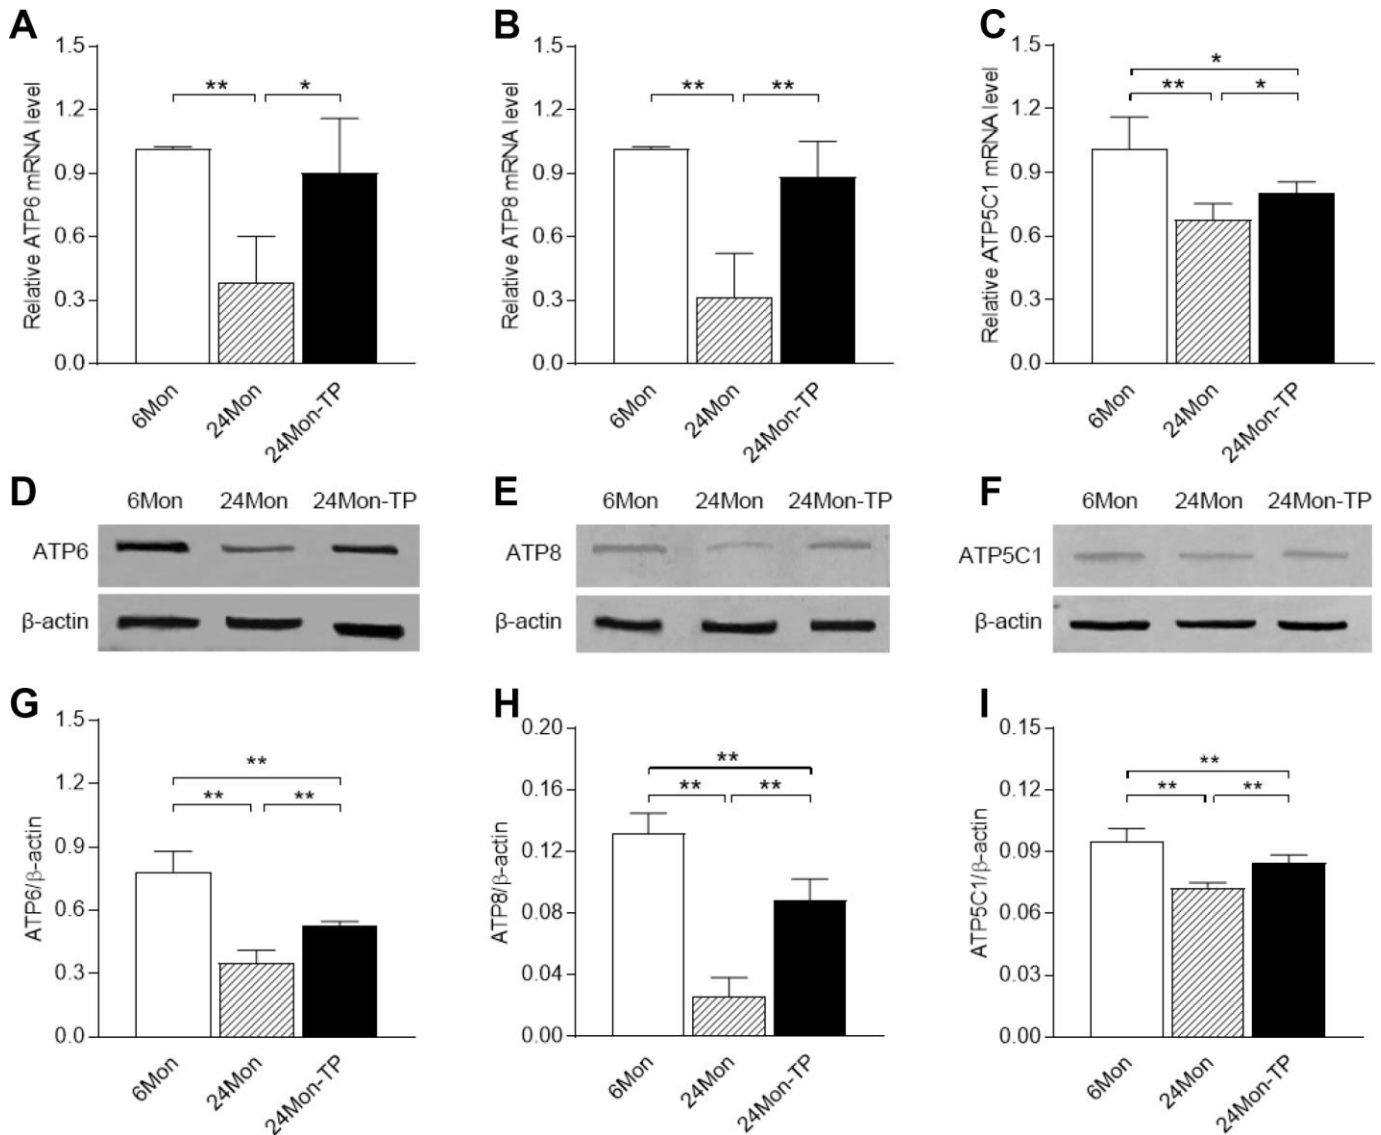 A
Relative ATP6 mRNA level
1.5
1.2
0.9
0.6
0.3
0.0
**
*
6Mon
24Mon
24Mon-TP
B
Relative ATP8 mRNA level
1.5
1.2
0.9
0.6
0.3
0.0
**
**
6Mon
24Mon
24Mon-TP
C
Relative ATP5C1 mRNA level
1.5
1.2
0.9
0.6
0.3
0.0
*
**
*
6Mon
24Mon
24Mon-TP
D
6Mon 24Mon 24Mon-TP
ATP6
β-actin
E
6Mon 24Mon 24Mon-TP
ATP8
β-actin
F
6Mon 24Mon 24Mon-TP
ATP5C1
β-actin
G
ATP6/β-actin
1.5
1.2
0.9
0.6
0.3
0.0
**
**
**
6Mon
24Mon
24Mon-TP
H
ATP8/β-actin
0.20
0.16
0.12
0.08
0.04
0.00
**
**
**
6Mon
24Mon
24Mon-TP
I
ATP5C1/β-actin
0.15
0.12
0.09
0.06
0.03
0.00
**
**
**
6Mon
24Mon
24Mon-TP